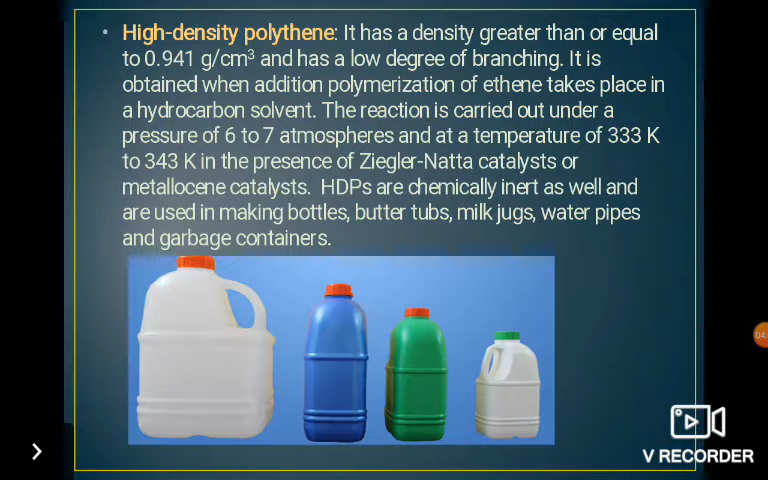 • High-density polythene: It has a density greater than or equal
to 0.941 g/cm³ and has a low degree of branching. It is
obtained when addition polymerization of ethene takes place in
a hydrocarbon solvent. The reaction is carried out under a
pressure of 6 to 7 atmospheres and at a temperature of 333 K
to 343 K in the presence of Ziegler-Natta catalysts or
metallocene catalysts. HDPs are chemically inert as well and
are used in making bottles, butter tubs, milk jugs, water pipes
and garbage containers.
V RECORDER